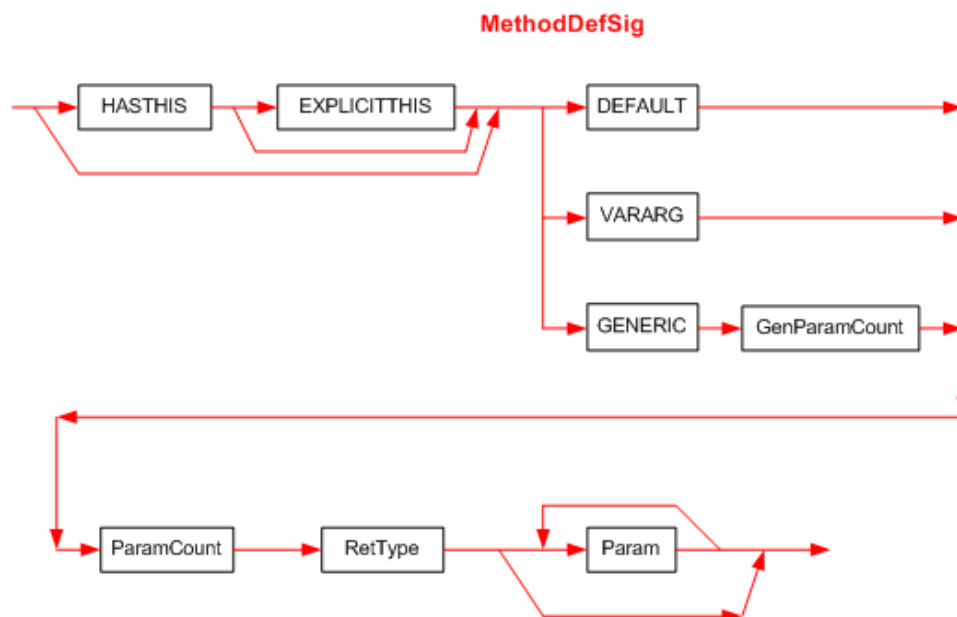 MethodDefSig
HASTHIS EXPLICITTHIS DEFAULT
VARARG
GENERIC GenParamCount
ParamCount RetType Param